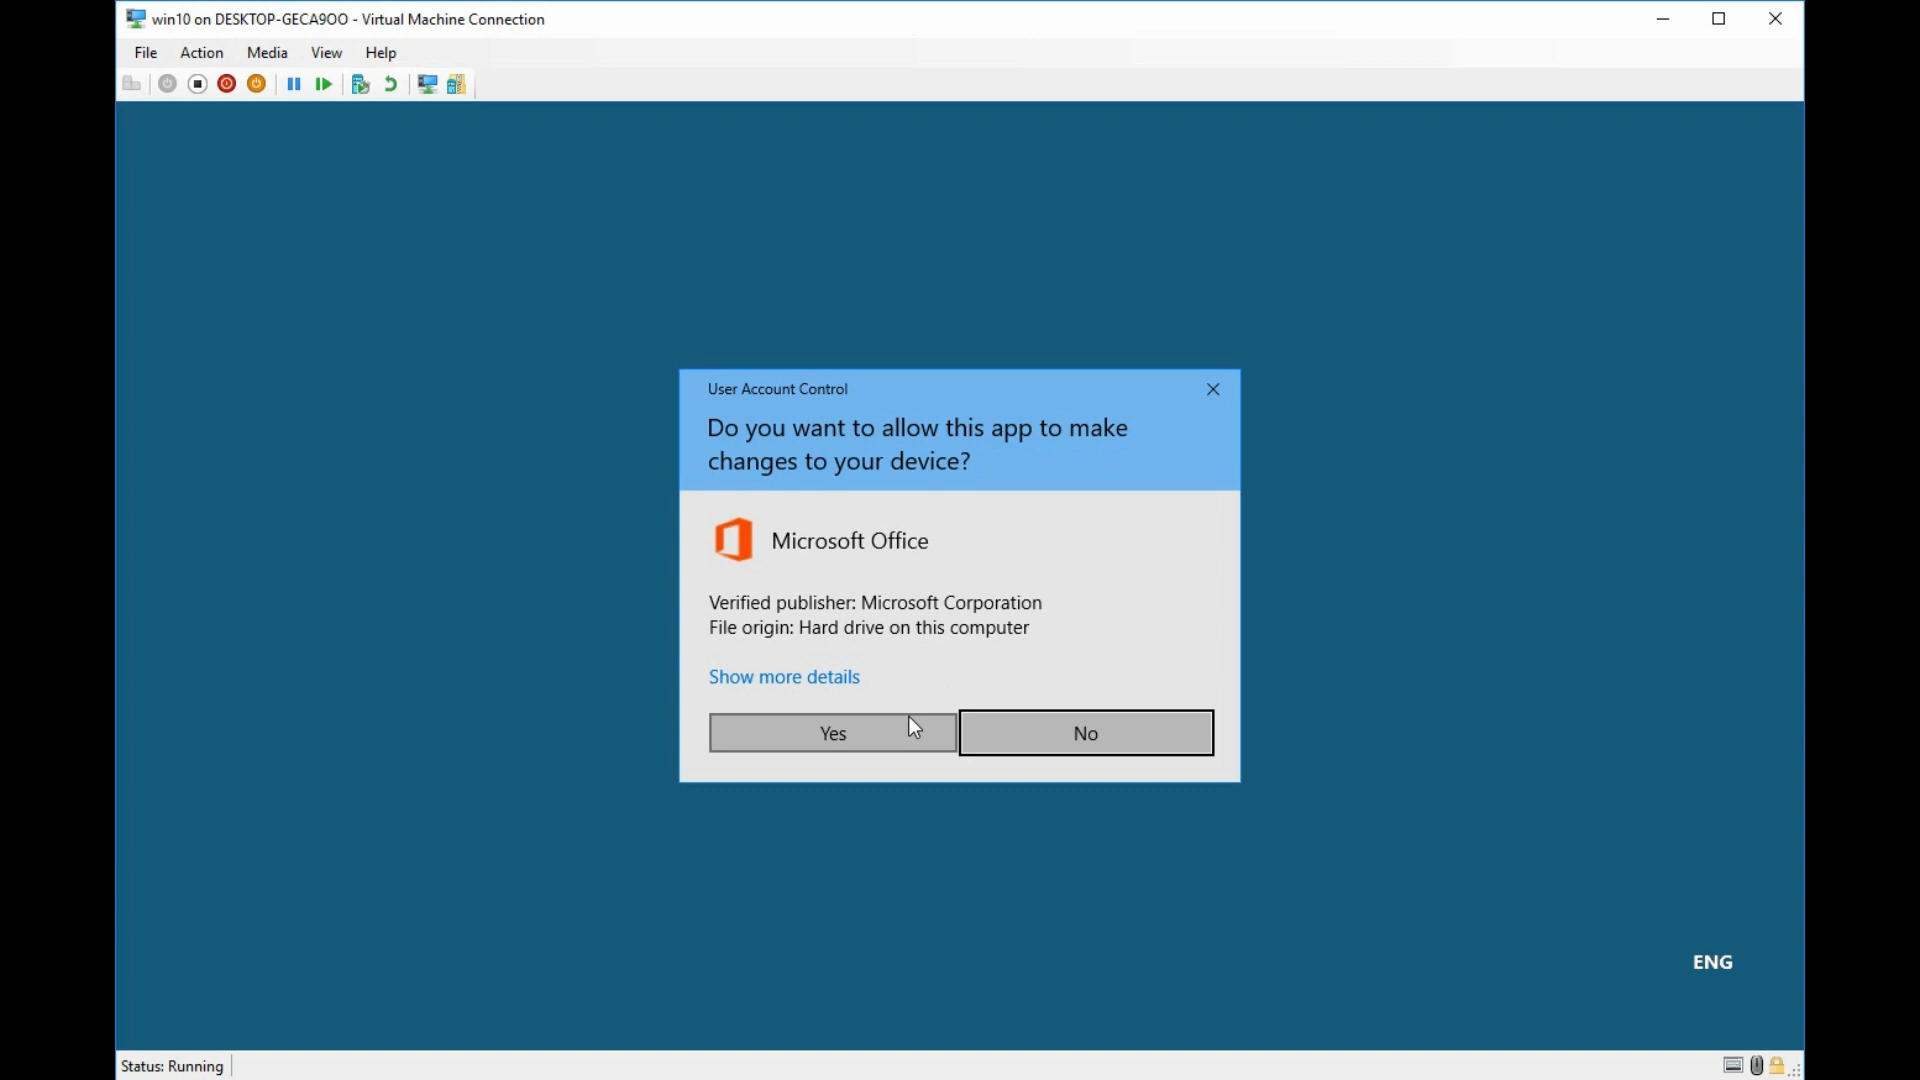 win10 on DESKTOP-GECA9OO - Virtual Machine Connection
File Action Media View Help
User Account Control
Do you want to allow this app to make
changes to your device?
Microsoft Office
Verified publisher: Microsoft Corporation
File origin: Hard drive on this computer
Show more details
Yes No
ENG
Status: Running